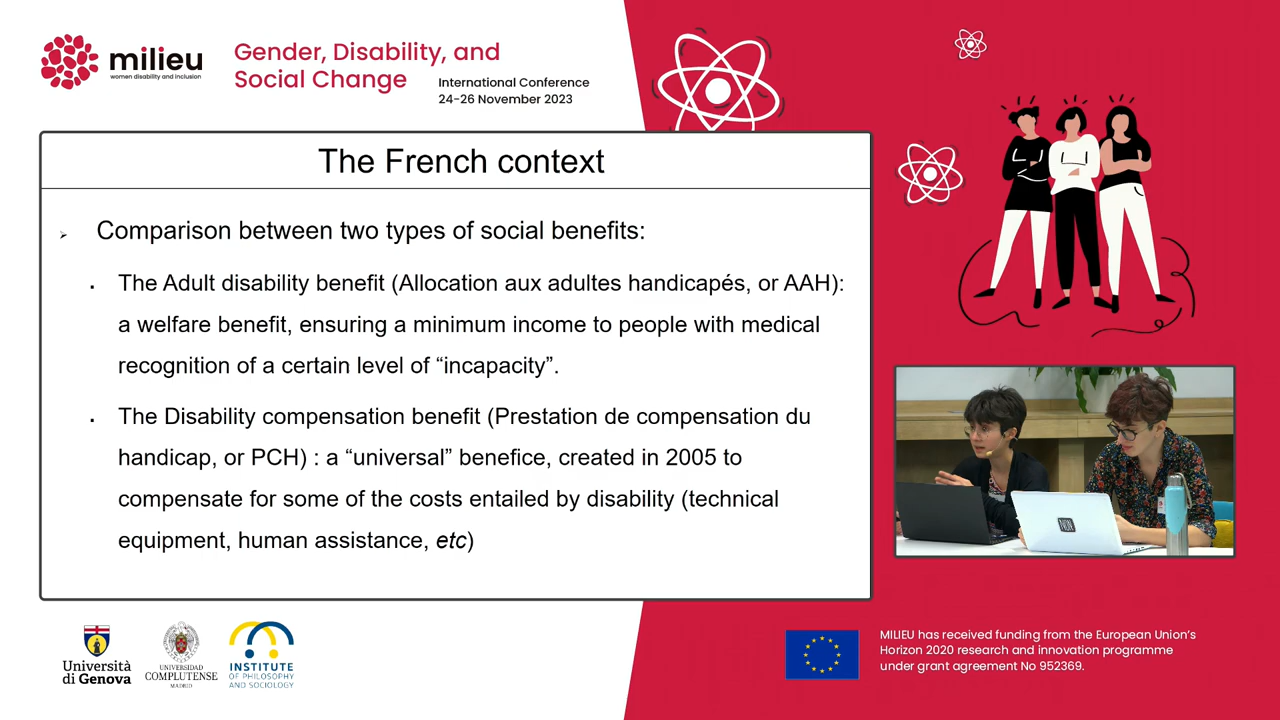 milieu
women disability and inclusion
Gender, Disability, and
Social Change
International Conference
24-26 November 2023
The French context
Comparison between two types of social benefits:
The Adult disability benefit (Allocation aux adultes handicapés, or AAH):
a welfare benefit, ensuring a minimum income to people with medical
recognition of a certain level of “incapacity”.
The Disability compensation benefit (Prestation de compensation du
handicap, or PCH) : a “universal” benefice, created in 2005 to
compensate for some of the costs entailed by disability (technical
equipment, human assistance, etc)
Università
di Genova
UNIVERSIDAD
COMPLUTENSE
MADRID
INSTITUTE
OF PHILOSOPHY
AND SOCIOLOGY
MILIEU has received funding from the European Union’s
Horizon 2020 research and innovation programme
under grant agreement No 952369.